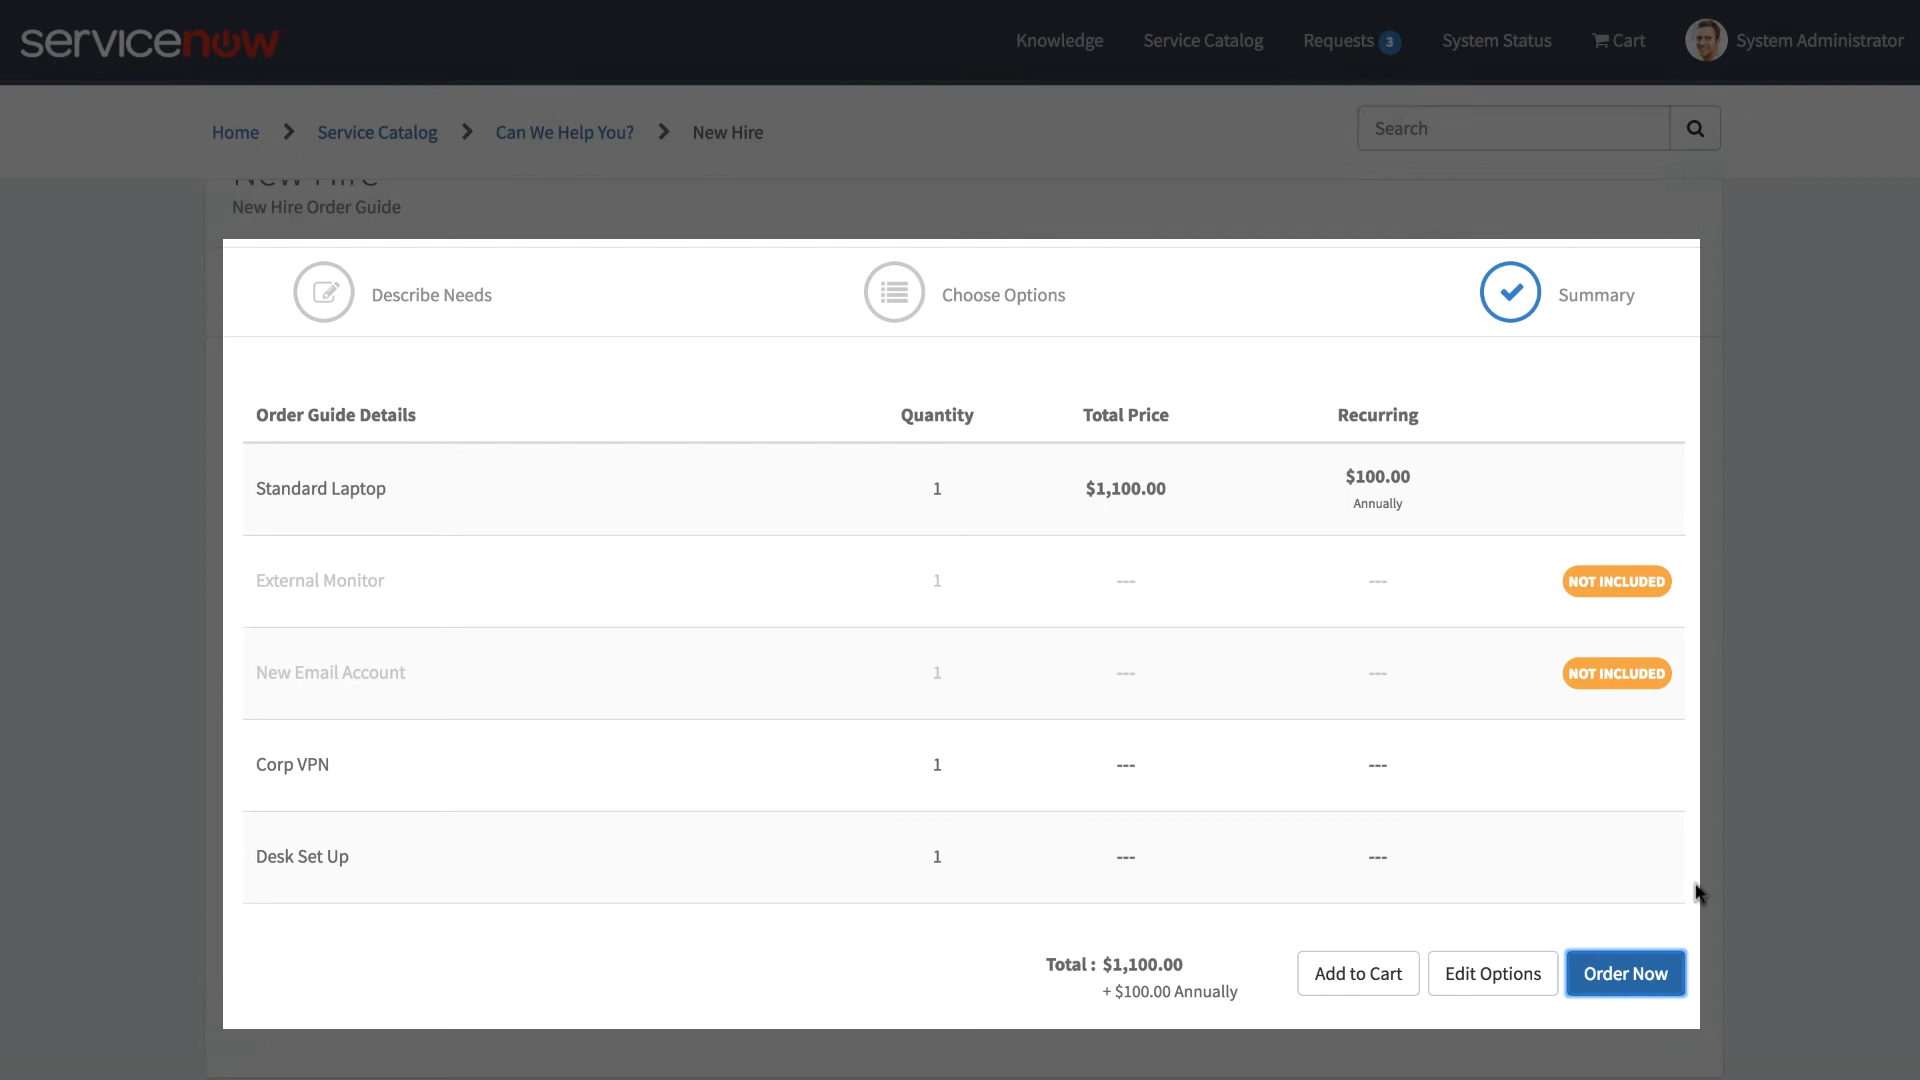 servicenow
Knowledge Service Catalog Requests 3 System Status Cart System Administrator
Home Service Catalog Can We Help You? New Hire
Search
New Hire
New Hire Order Guide
Describe Needs Choose Options Summary
Order Guide Details Quantity Total Price Recurring
Standard Laptop 1 $1,100.00 $100.00
Annually
External Monitor 1 --- --- NOT INCLUDED
New Email Account 1 --- --- NOT INCLUDED
Corp VPN 1 --- ---
Desk Set Up 1 --- ---
Total : $1,100.00
+ $100.00 Annually
Add to Cart Edit Options Order Now